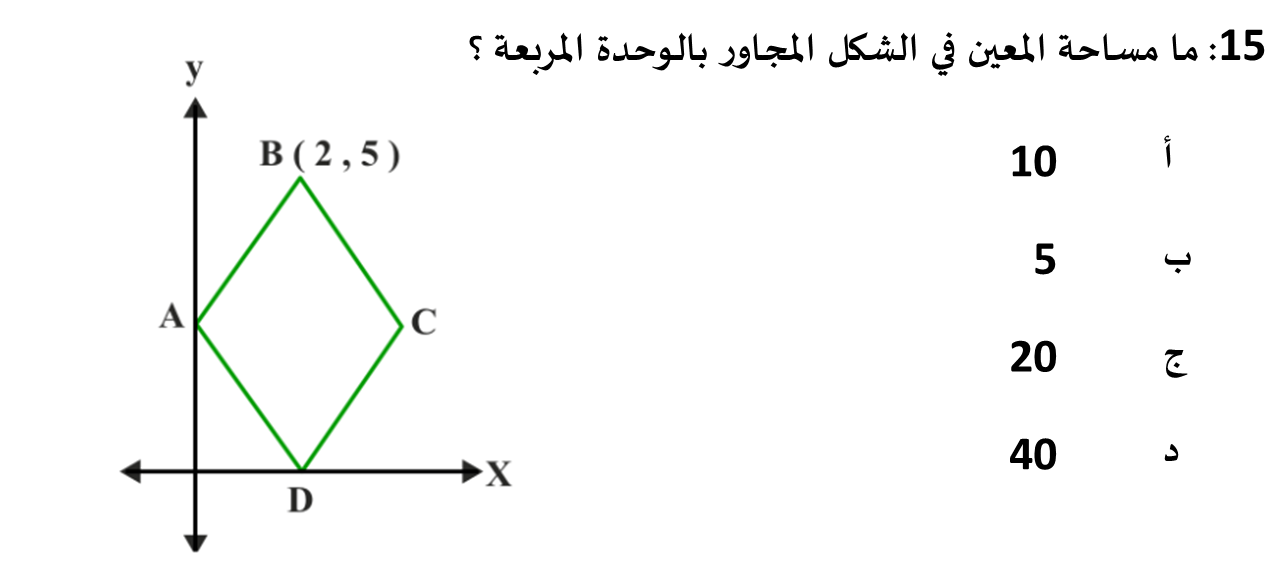 15: ما مساحة المعين في الشكل المجاور بالوحدة المربعة ؟
أ 10
ب 5
ج 20
د 40
y
B ( 2 , 5 )
A
C
X
D